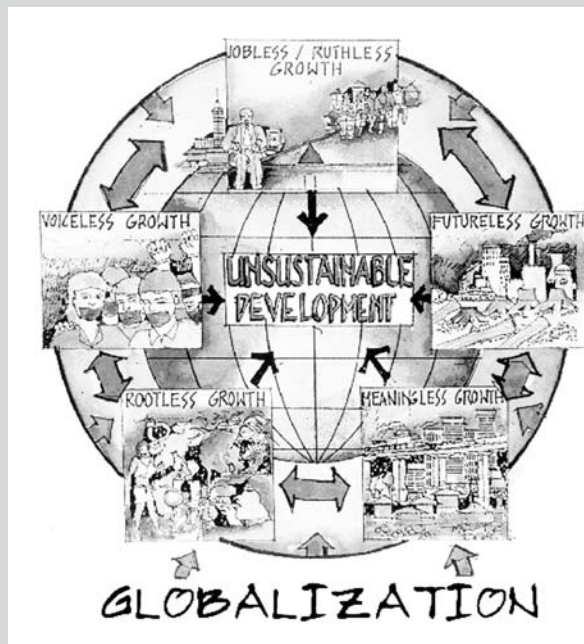 JOBLESS / RUTHLESS
GROWTH
VOICELESS GROWTH
FUTURELESS GROWTH
UNSUSTAINABLE
DEVELOPMENT
ROOTLESS GROWTH
MEANINGLESS GROWTH
GLOBALIZATION